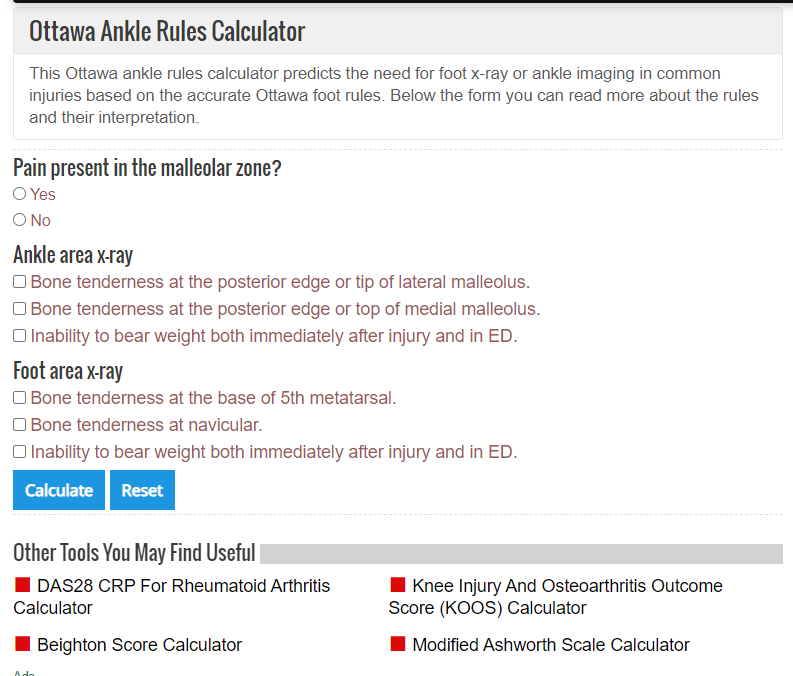 Ottawa Ankle Rules Calculator
This Ottawa ankle rules calculator predicts the need for foot x-ray or ankle imaging in common
injuries based on the accurate Ottawa foot rules. Below the form you can read more about the rules
and their interpretation.
Pain present in the malleolar zone?
Yes
No
Ankle area x-ray
Bone tenderness at the posterior edge or tip of lateral malleolus.
Bone tenderness at the posterior edge or top of medial malleolus.
Inability to bear weight both immediately after injury and in ED.
Foot area x-ray
Bone tenderness at the base of 5th metatarsal.
Bone tenderness at navicular.
Inability to bear weight both immediately after injury and in ED.
Calculate Reset
Other Tools You May Find Useful
DAS28 CRP For Rheumatoid Arthritis
Calculator
Knee Injury And Osteoarthritis Outcome
Score (KOOS) Calculator
Beighton Score Calculator
Modified Ashworth Scale Calculator